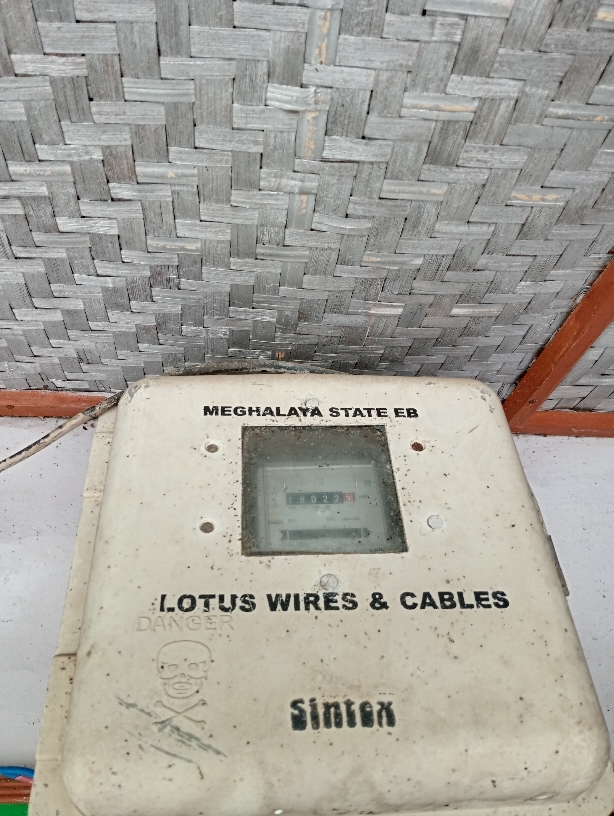 MEGHALAYA STATE EB
LOTUS WIRES & CABLES
DANGER
Sintex